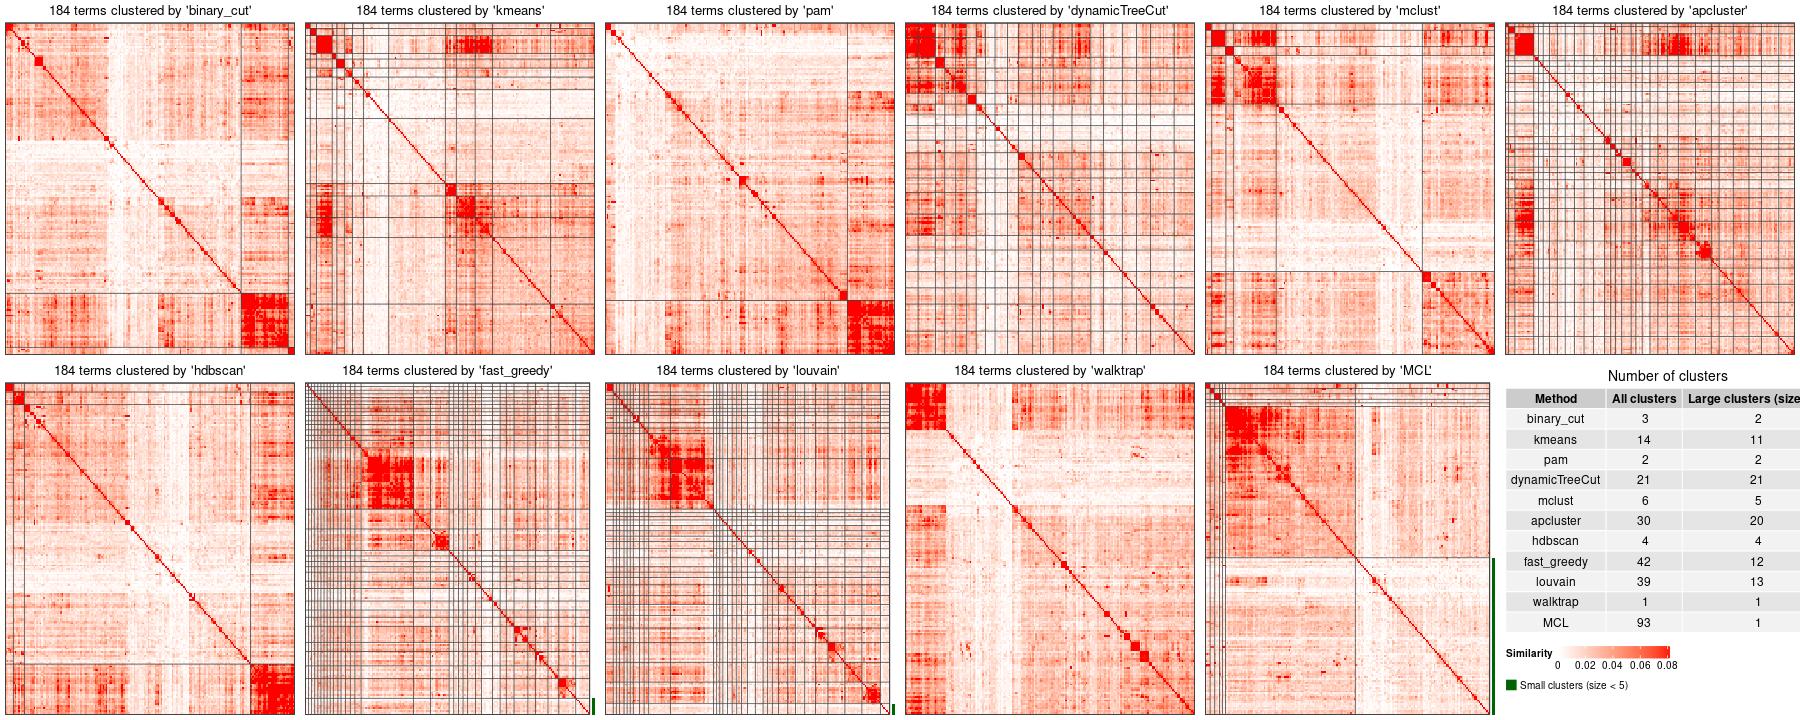 184 terms clustered by 'binary_cut'
184 terms clustered by 'kmeans'
184 terms clustered by 'pam'
184 terms clustered by 'dynamicTreeCut'
184 terms clustered by 'mclust'
184 terms clustered by 'apcluster'
184 terms clustered by 'hdbscan'
184 terms clustered by 'fast_greedy'
184 terms clustered by 'louvain'
184 terms clustered by 'walktrap'
184 terms clustered by 'MCL'
Number of clusters
Method All clusters Large clusters (size
binary_cut 3 2
kmeans 14 11
pam 2 2
dynamicTreeCut 21 21
mclust 6 5
apcluster 30 20
hdbscan 4 4
fast_greedy 42 12
louvain 39 13
walktrap 1 1
MCL 93 1
Similarity
0 0.02 0.04 0.06 0.08
Small clusters (size < 5)